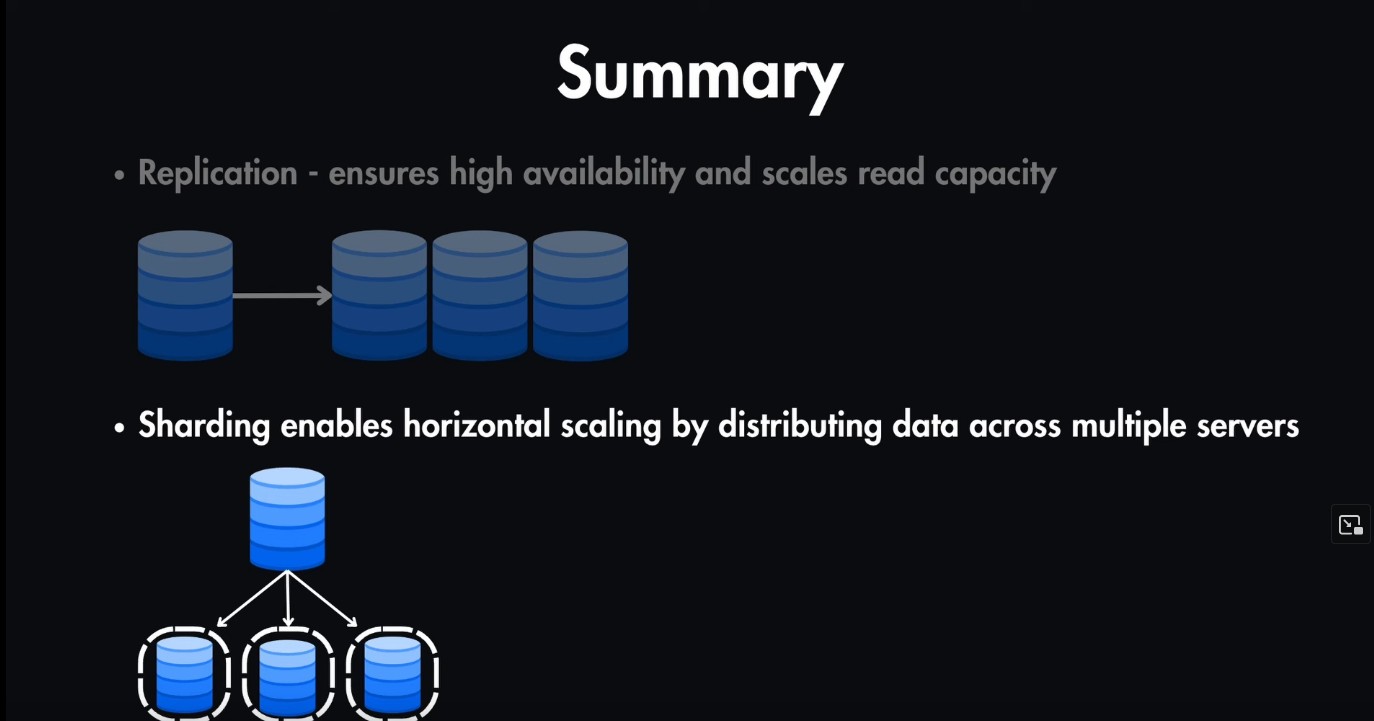 Summary
• Replication - ensures high availability and scales read capacity
• Sharding enables horizontal scaling by distributing data across multiple servers